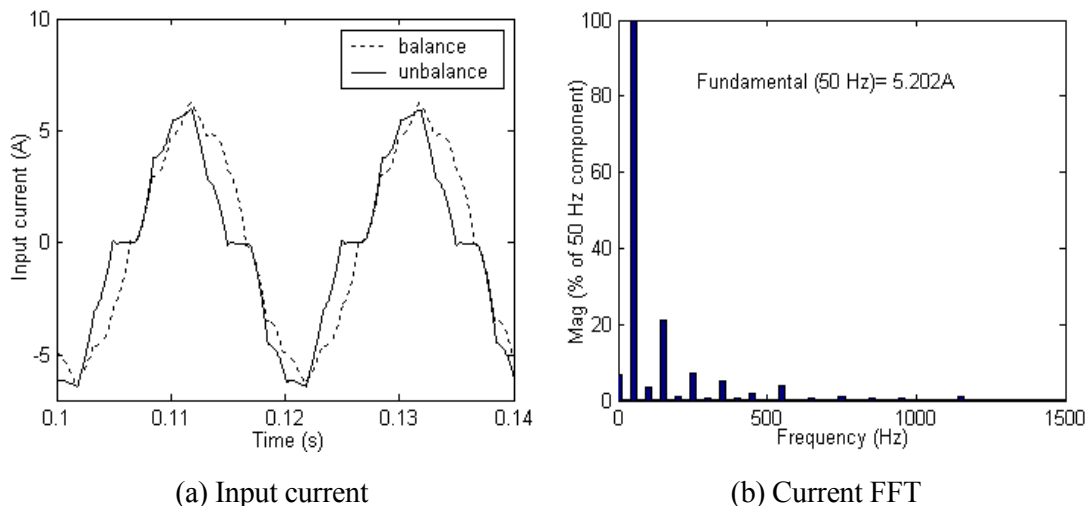 10
5
0
-5
0.1
0.11
0.12
0.13
0.14
Input current (A)
Time (s)
balance
unbalance
(a) Input current
100
80
60
40
20
0
0
500
1000
1500
Mag (% of 50 Hz component)
Frequency (Hz)
Fundamental (50 Hz)= 5.202A
(b) Current FFT